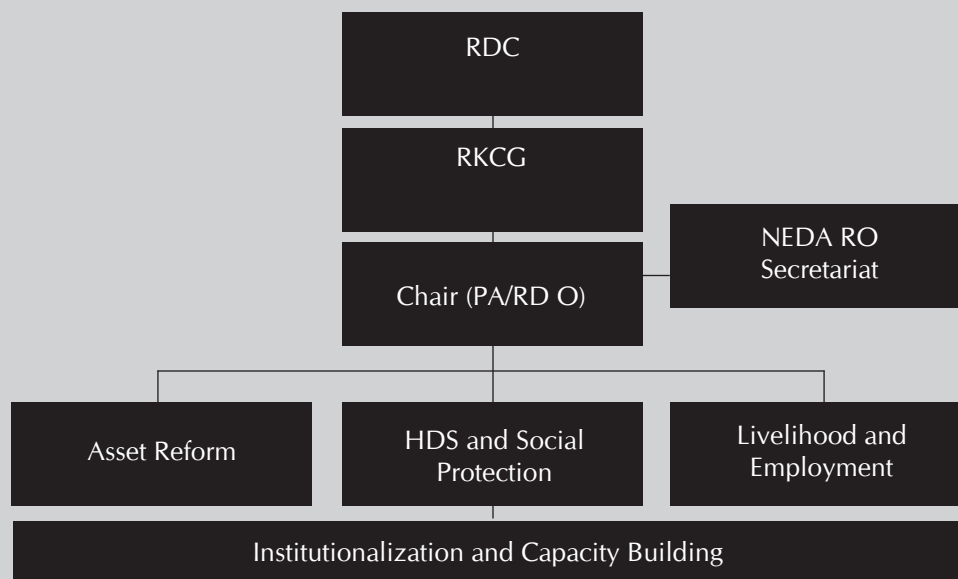 RDC
RKCG
NEDA RO
Secretariat
Chair (PA/RD O)
Asset Reform
HDS and Social
Protection
Livelihood and
Employment
Institutionalization and Capacity Building